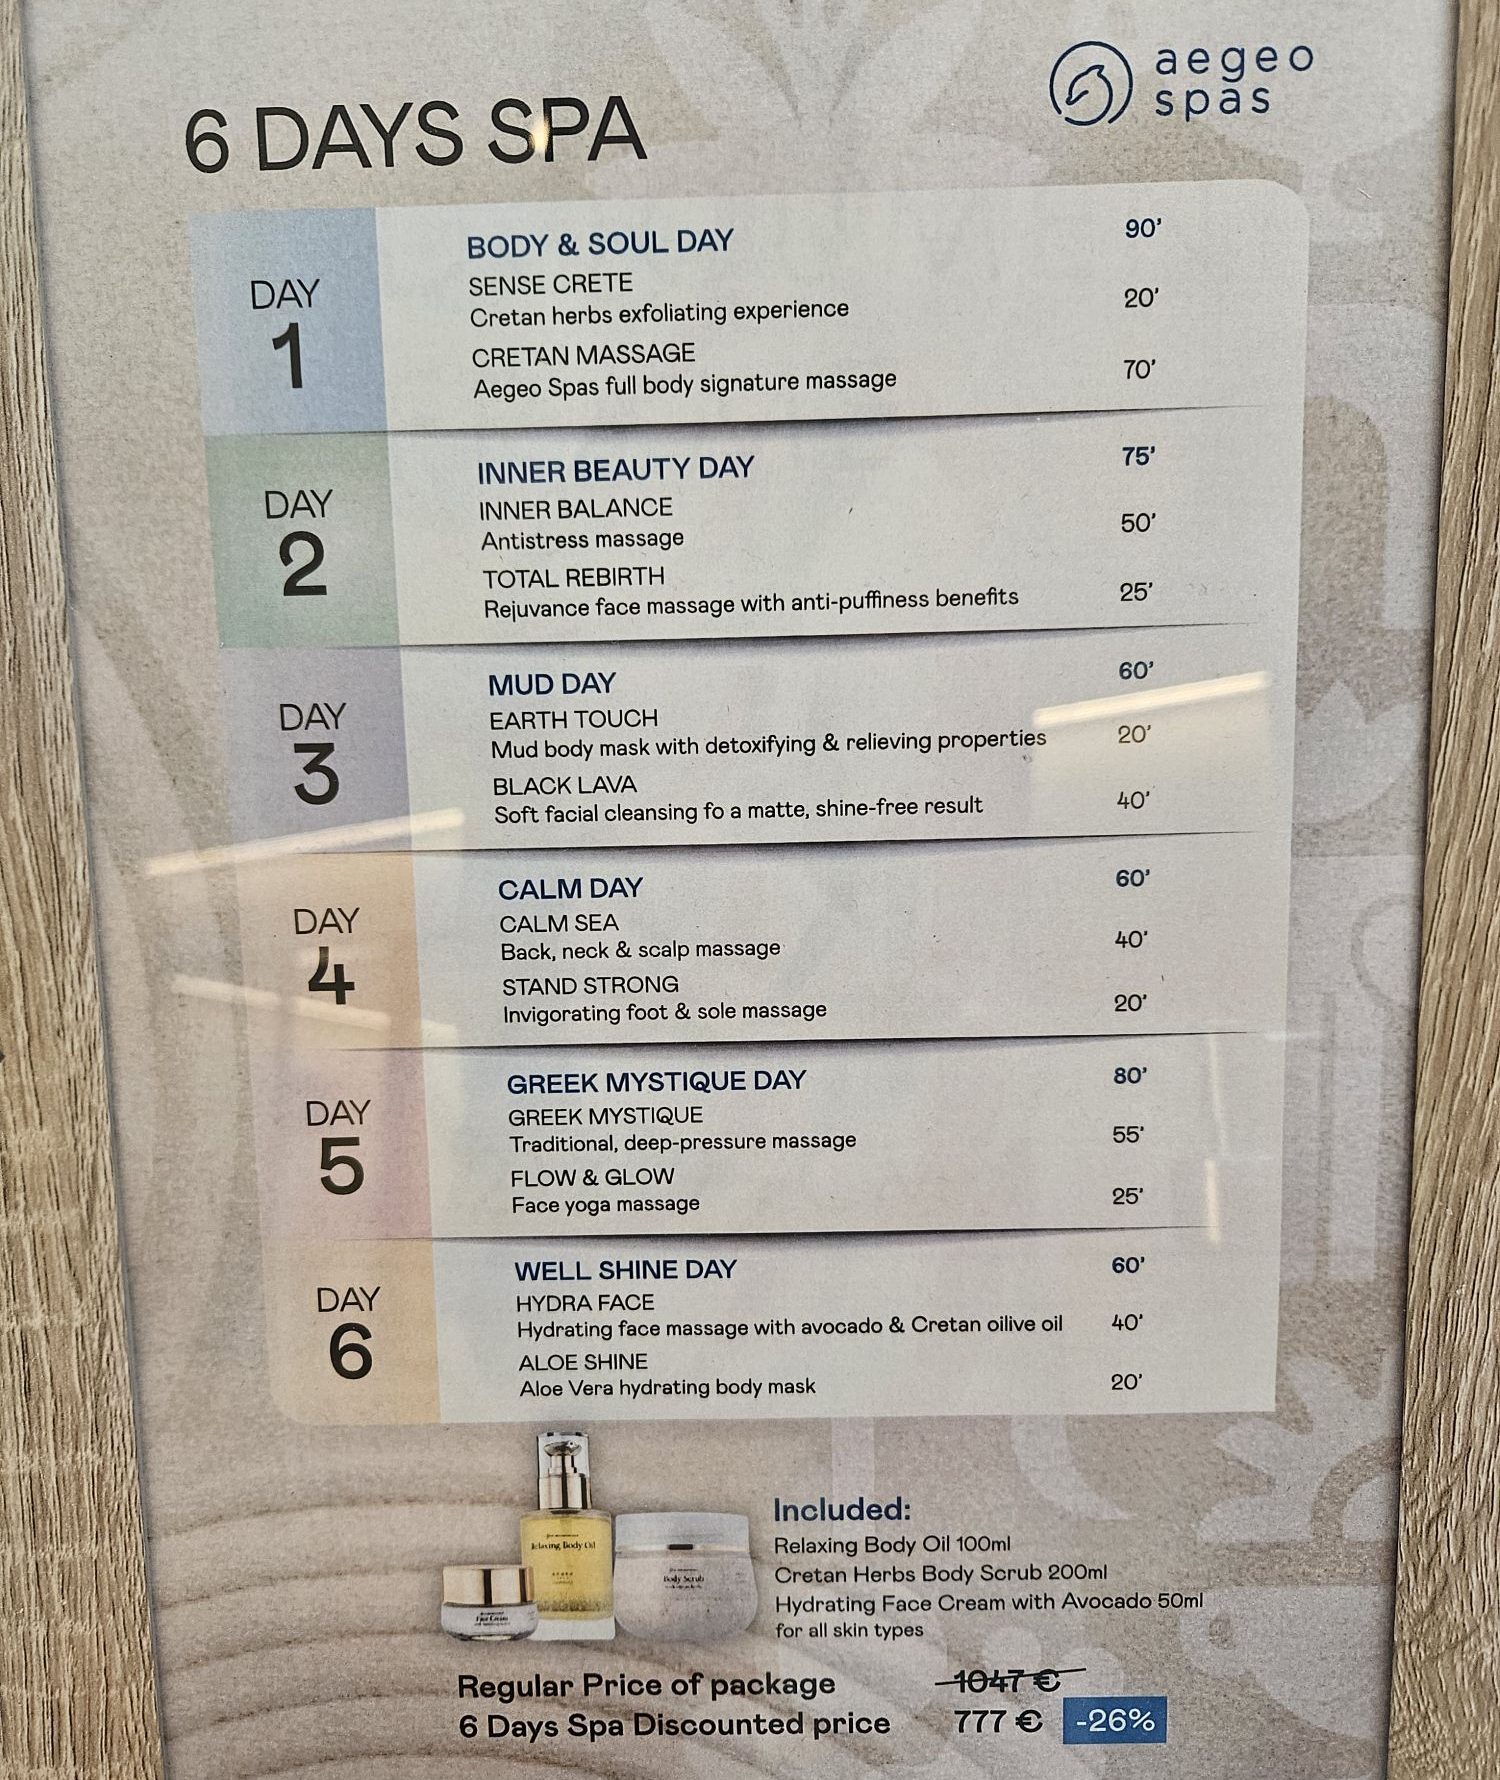 aegeo
spas
6 DAYS SPA
DAY
1
BODY & SOUL DAY 90’
SENSE CRETE
Cretan herbs exfoliating experience 20’
CRETAN MASSAGE
Aegeo Spas full body signature massage 70’
DAY
2
INNER BEAUTY DAY 75’
INNER BALANCE
Antistress massage 50’
TOTAL REBIRTH
Rejuvance face massage with anti-puffiness benefits 25’
DAY
3
MUD DAY 60’
EARTH TOUCH
Mud body mask with detoxifying & relieving properties 20’
BLACK LAVA
Soft facial cleansing fo a matte, shine-free result 40’
DAY
4
CALM DAY 60’
CALM SEA
Back, neck & scalp massage 40’
STAND STRONG
Invigorating foot & sole massage 20’
DAY
5
GREEK MYSTIQUE DAY 80’
GREEK MYSTIQUE
Traditional, deep-pressure massage 55’
FLOW & GLOW
Face yoga massage 25’
DAY
6
WELL SHINE DAY 60’
HYDRA FACE
Hydrating face massage with avocado & Cretan oilive oil 40’
ALOE SHINE
Aloe Vera hydrating body mask 20’
Relaxing Body Oil
Body Scrub
Face Cream
Included:
Relaxing Body Oil 100ml
Cretan Herbs Body Scrub 200ml
Hydrating Face Cream with Avocado 50ml
for all skin types
Regular Price of package 1047 €
6 Days Spa Discounted price 777 € -26%